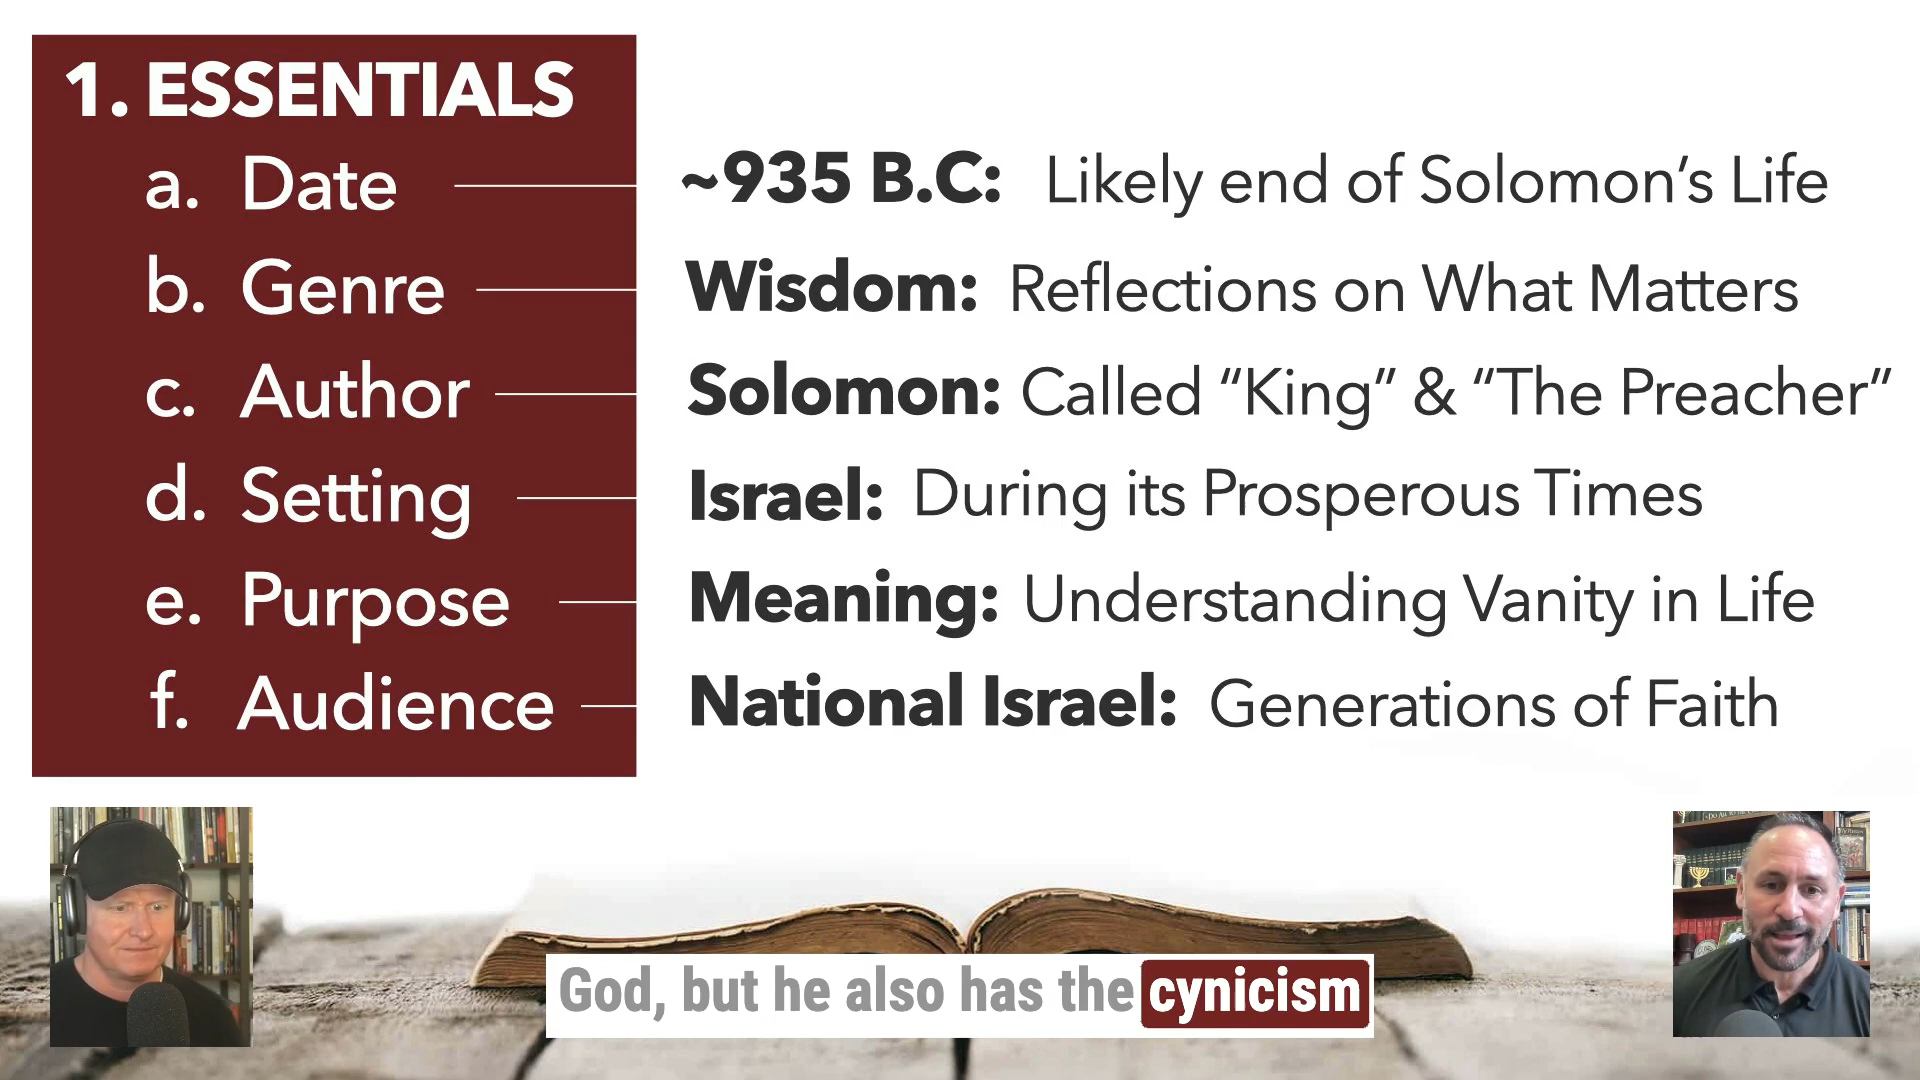 1. ESSENTIALS
a. Date ~935 B.C: Likely end of Solomon’s Life
b. Genre Wisdom: Reflections on What Matters
c. Author Solomon: Called “King” & “The Preacher”
d. Setting Israel: During its Prosperous Times
e. Purpose Meaning: Understanding Vanity in Life
f. Audience National Israel: Generations of Faith
God, but he also has the cynicism